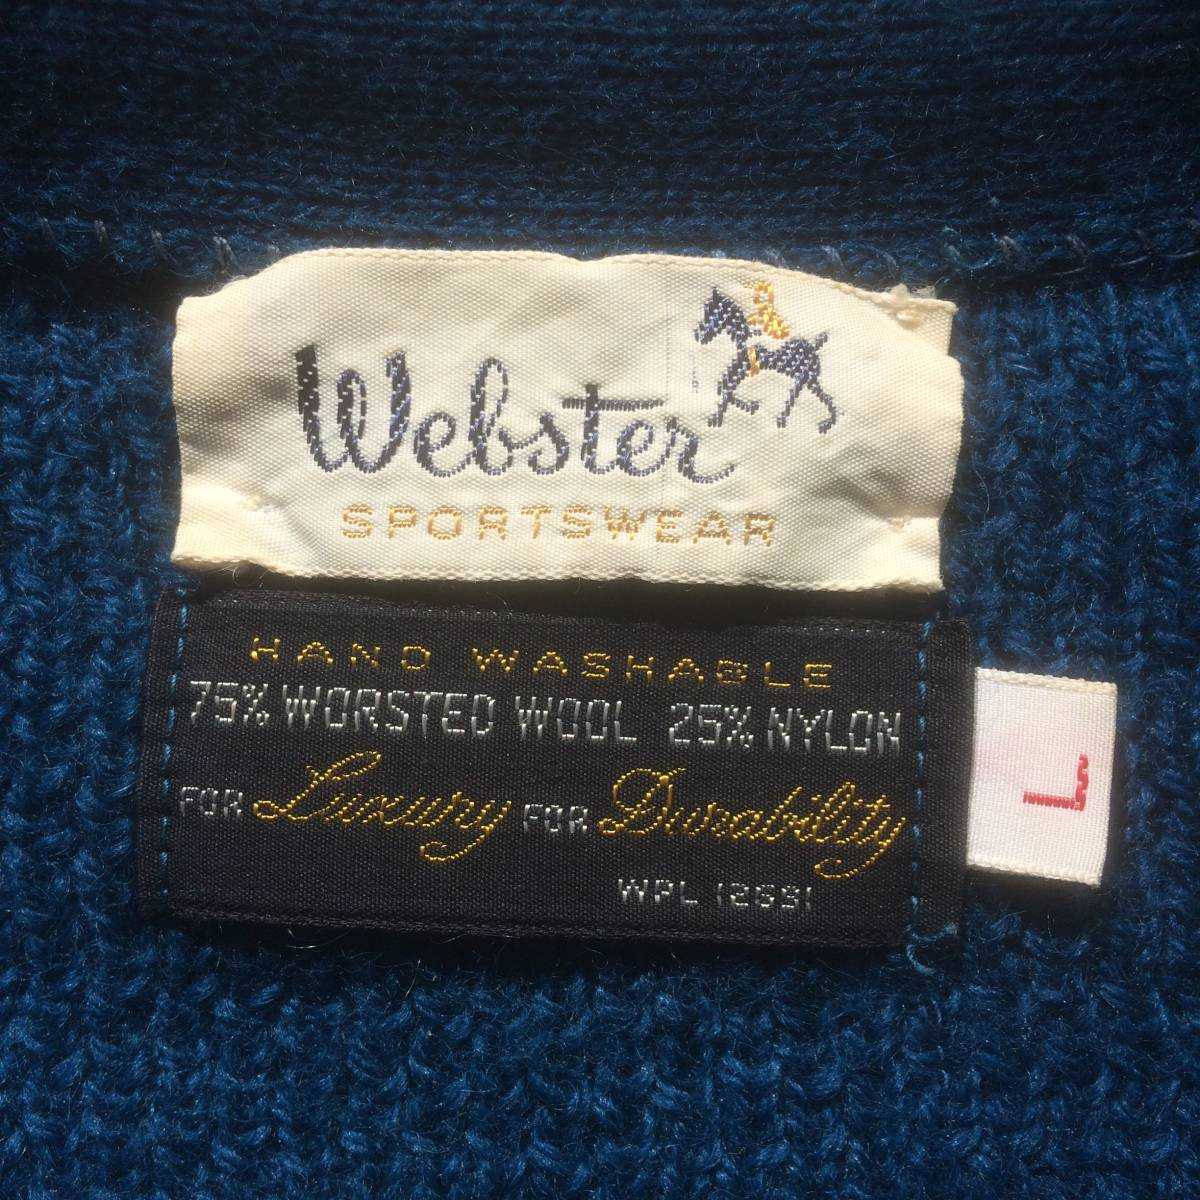 Webster
SPORTSWEAR
HAND WASHABLE
75% WORSTED WOOL 25% NYLON
FOR Luxury FOR Durability
WPL 12691
L